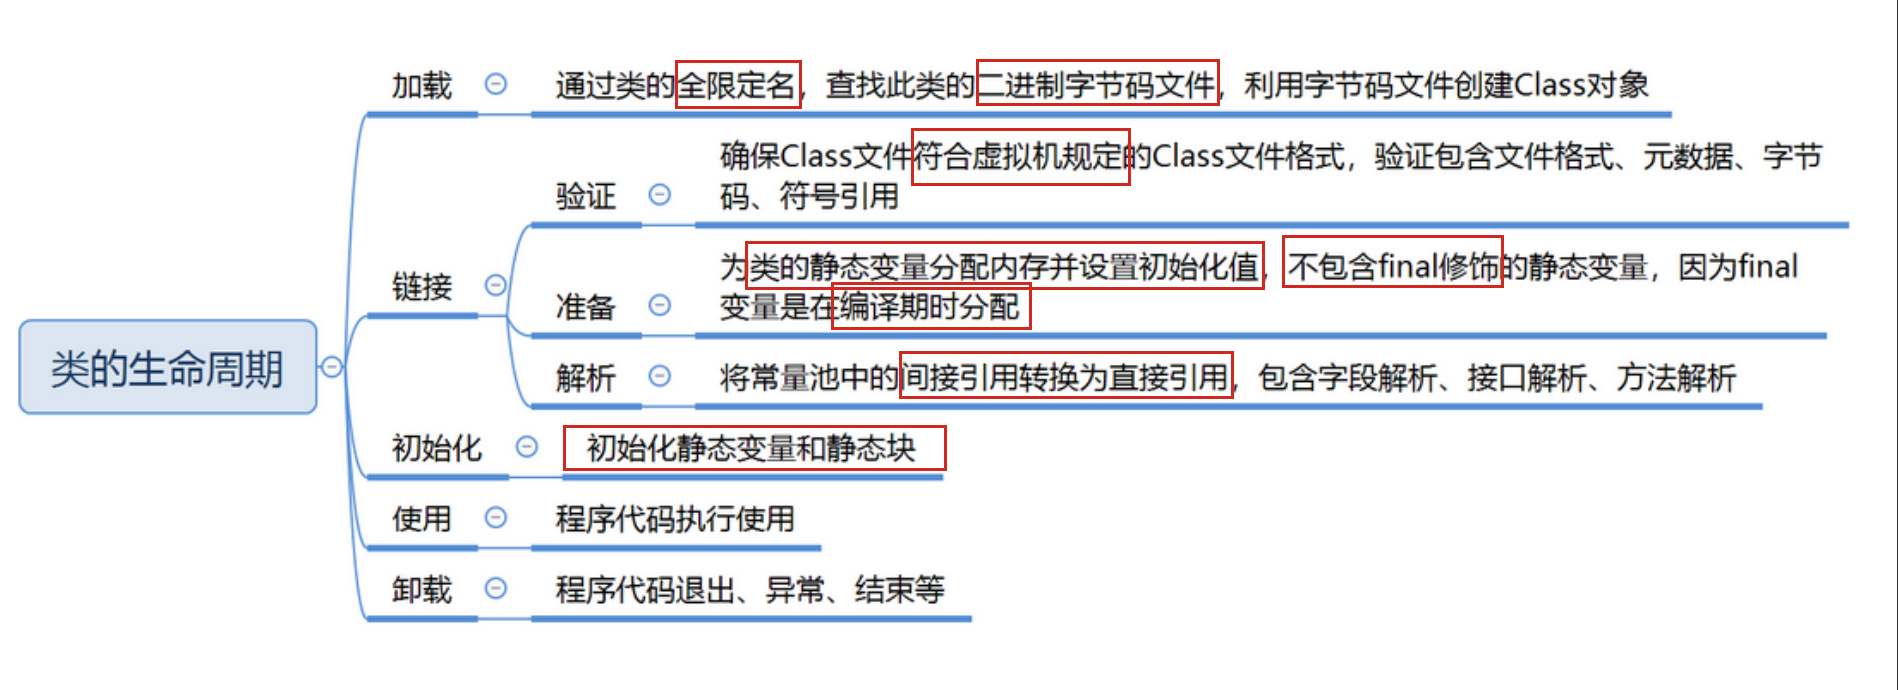 加载
通过类的全限定名，查找此类的二进制字节码文件，利用字节码文件创建Class对象
确保Class文件符合虚拟机规定的Class文件格式，验证包含文件格式、元数据、字节
码、符号引用
验证
为类的静态变量分配内存并设置初始化值，不包含final修饰的静态变量，因为final
变量是在编译期时分配
链接
准备
类的生命周期
解析
将常量池中的间接引用转换为直接引用，包含字段解析、接口解析、方法解析
初始化
初始化静态变量和静态块
使用
程序代码执行使用
卸载
程序代码退出、异常、结束等